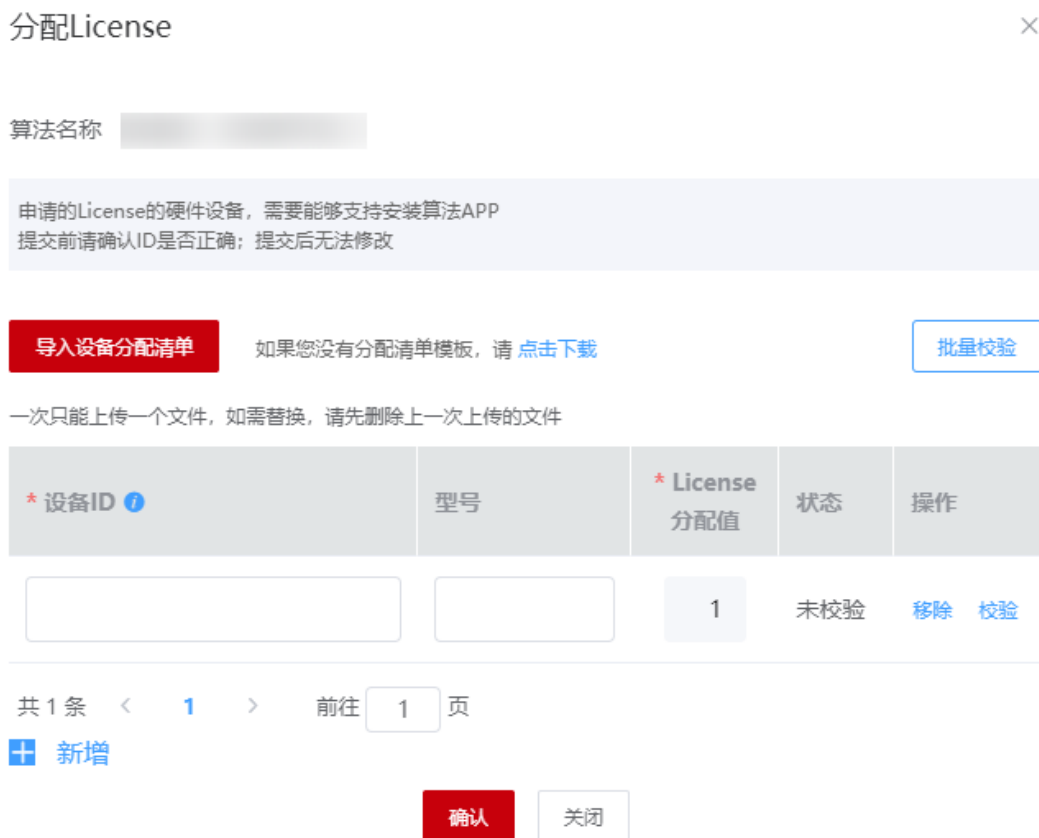 分配License
算法名称
申请的License的硬件设备，需要能够支持安装算法APP
提交前请确认ID是否正确；提交后无法修改
导入设备分配清单 如果您没有分配清单模板，请 点击下载 批量校验
一次只能上传一个文件，如需替换，请先删除上一次上传的文件
* 设备ID 型号 * License 分配值 状态 操作
1 未校验 移除 校验
共 1 条 < 1 > 前往 1 页
新增
确认 关闭